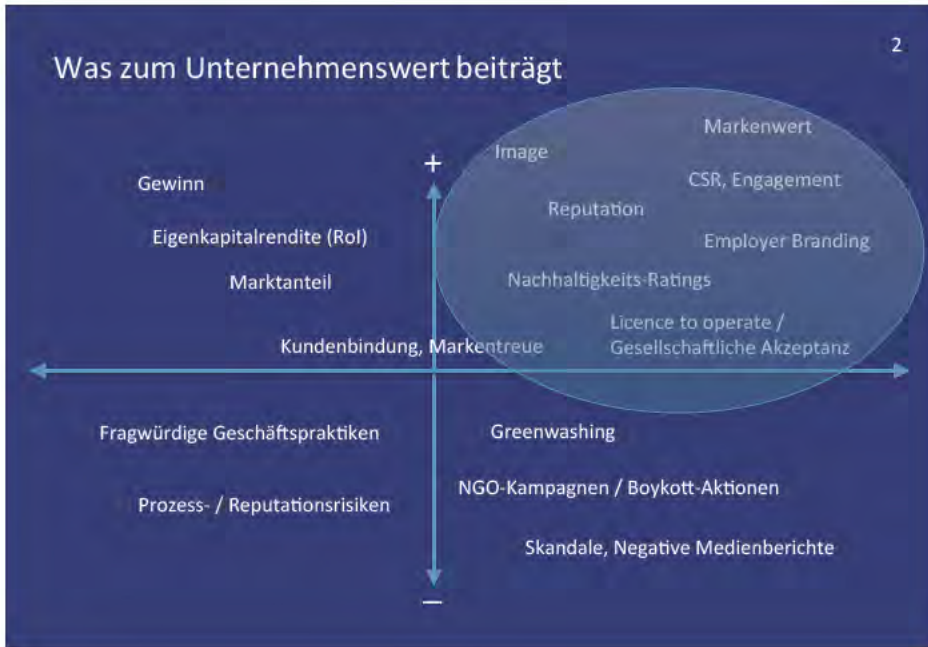 2
Was zum Unternehmenswert beiträgt
+
Gewinn
Eigenkapitalrendite (RoI)
Marktanteil
Kundenbindung, Markentreue
Image
Markenwert
CSR, Engagement
Reputation
Employer Branding
Nachhaltigkeits-Ratings
Licence to operate /
Gesellschaftliche Akzeptanz
Fragwürdige Geschäftspraktiken
Prozess- / Reputationsrisiken
Greenwashing
NGO-Kampagnen / Boykott-Aktionen
Skandale, Negative Medienberichte
–